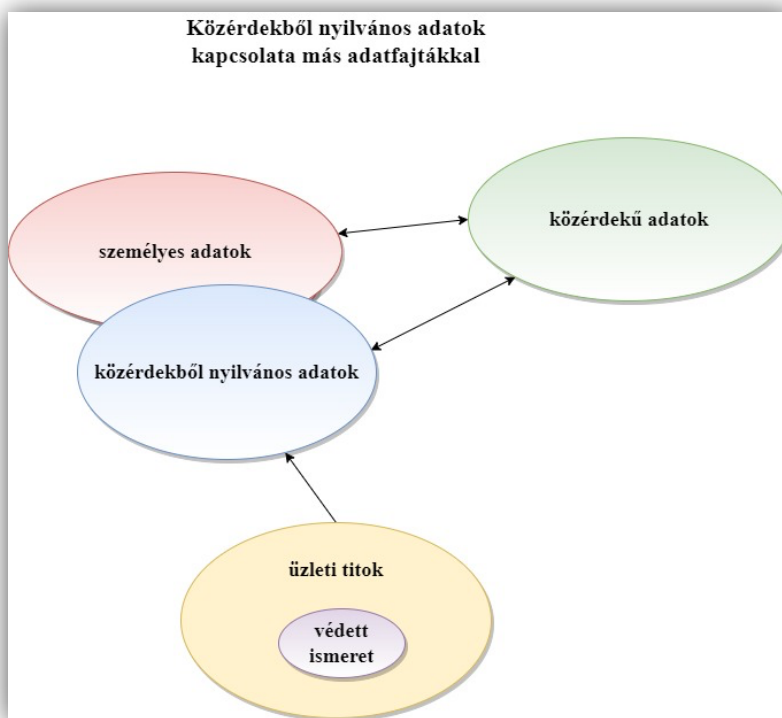 Közérdekből nyilvános adatok
kapcsolata más adatfajtákkal
közérdekű adatok
személyes adatok
közérdekből nyilvános adatok
üzleti titok
védett
ismeret